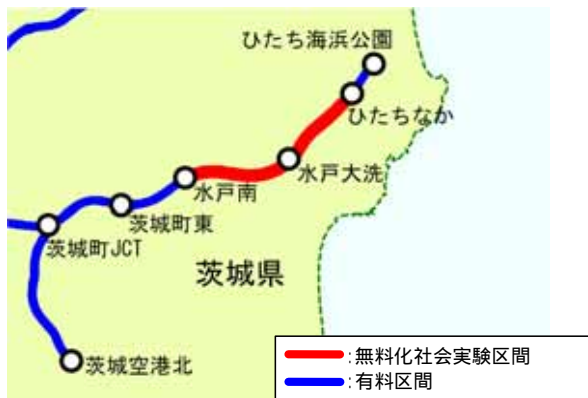 ひたち海浜公園
ひたちなか
水戸大洗
水戸南
茨城町東
茨城町JCT
茨城県
茨城空港北
:無料化社会実験区間
:有料区間